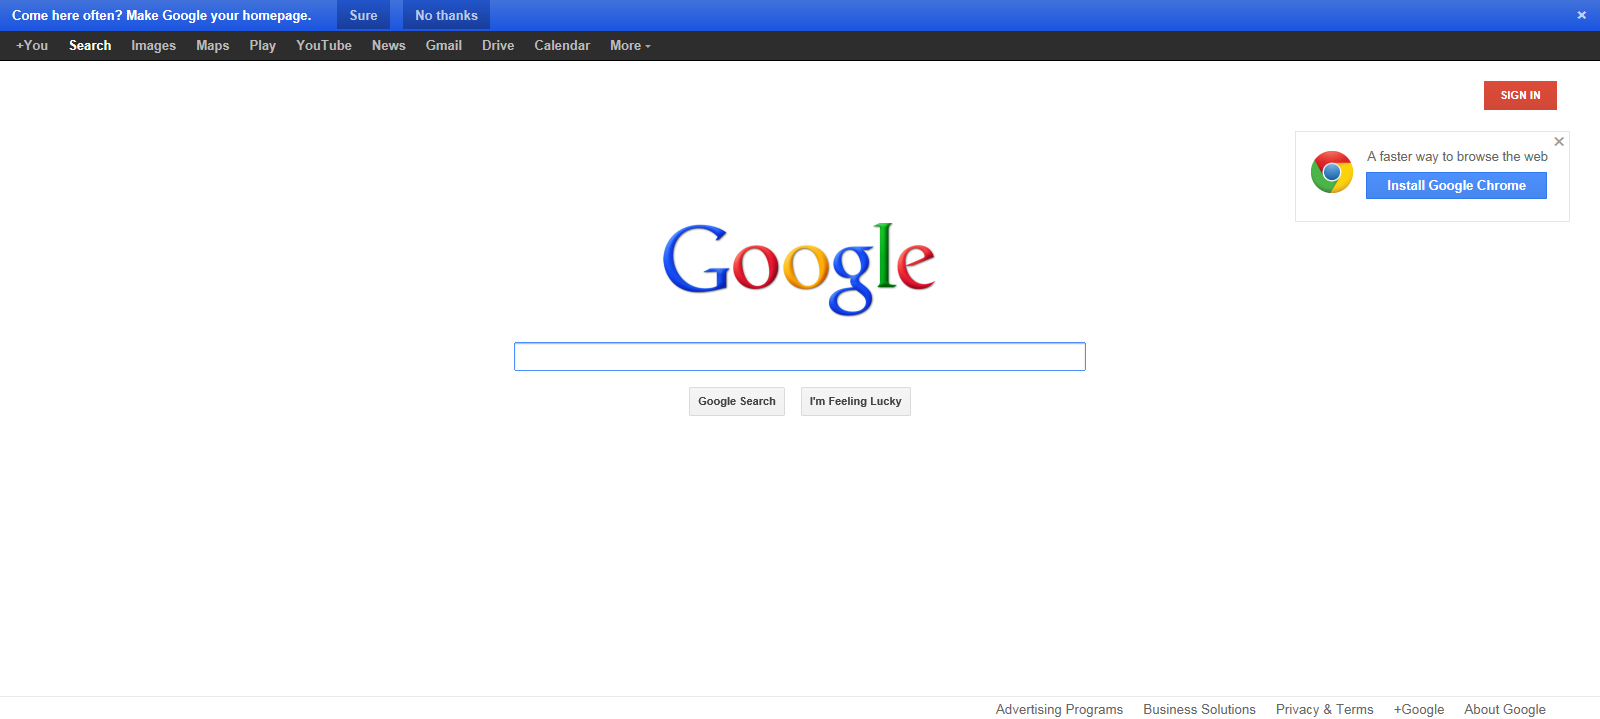 Come here often? Make Google your homepage. Sure No thanks ×
+You Search Images Maps Play YouTube News Gmail Drive Calendar More
SIGN IN
A faster way to browse the web
Install Google Chrome
Google
Google Search I'm Feeling Lucky
Advertising Programs Business Solutions Privacy & Terms +Google About Google